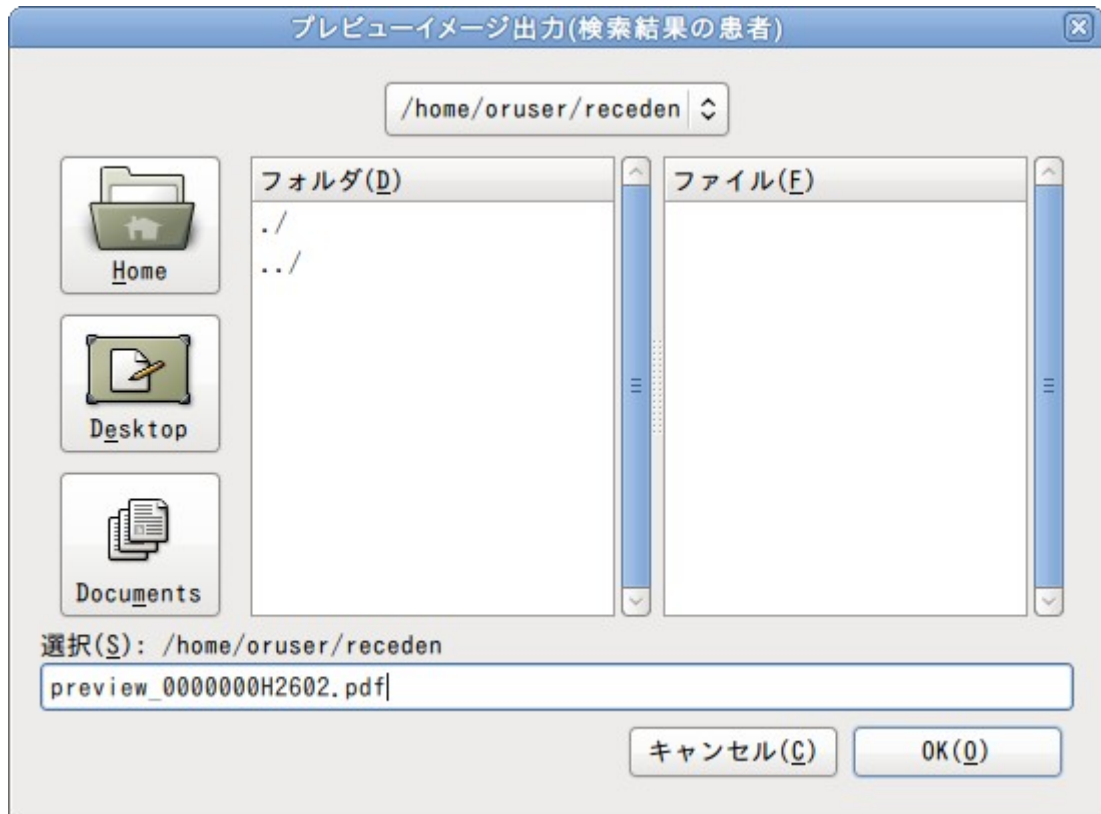 プレビューイメージ出力(検索結果の患者)
/home/oruser/receden
フォルダ(D)
ファイル(F)
./
../
Home
Desktop
Documents
選択(S): /home/oruser/receden
preview_0000000H2602.pdf
キャンセル(C)
OK(O)